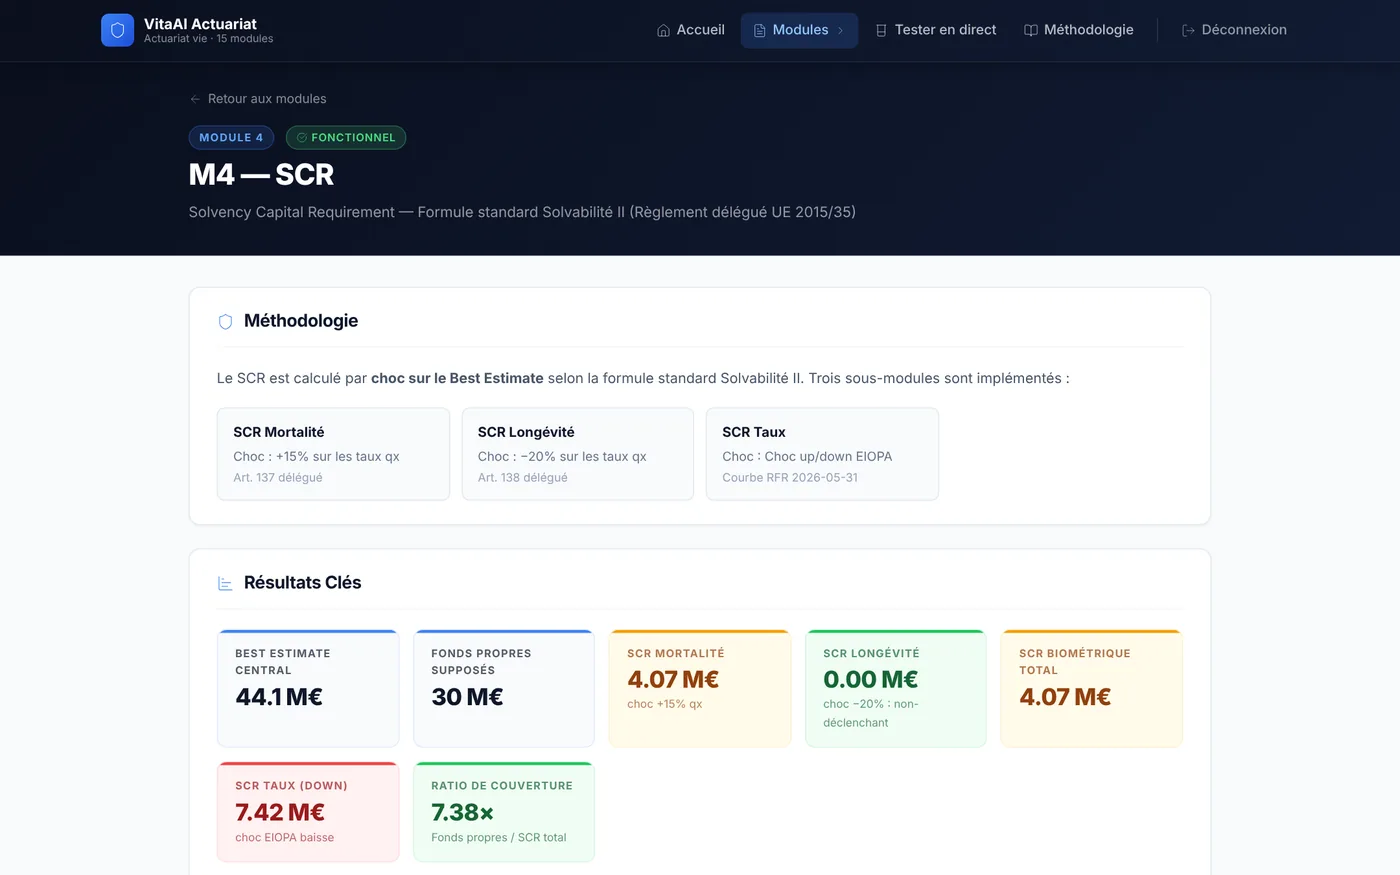 VitaAI Actuariat
Actuariat vie · 15 modules
Accueil
Modules
Tester en direct
Méthodologie
Déconnexion
← Retour aux modules
MODULE 4
FONCTIONNEL
M4 — SCR
Solvency Capital Requirement — Formule standard Solvabilité II (Règlement délégué UE 2015/35)
Méthodologie
Le SCR est calculé par choc sur le Best Estimate selon la formule standard Solvabilité II. Trois sous-modules sont implémentés :
SCR Mortalité
Choc : +15% sur les taux qx
Art. 137 délégué
SCR Longévité
Choc : −20% sur les taux qx
Art. 138 délégué
SCR Taux
Choc : Choc up/down EIOPA
Courbe RFR 2026-05-31
Résultats Clés
BEST ESTIMATE
CENTRAL
44.1 M€
FONDS PROPRES
SUPPOSÉS
30 M€
SCR MORTALITÉ
4.07 M€
choc +15% qx
SCR LONGÉVITÉ
0.00 M€
choc −20% : non-
déclenchant
SCR BIOMÉTRIQUE
TOTAL
4.07 M€
SCR TAUX (DOWN)
7.42 M€
choc EIOPA baisse
RATIO DE COUVERTURE
7.38×
Fonds propres / SCR total